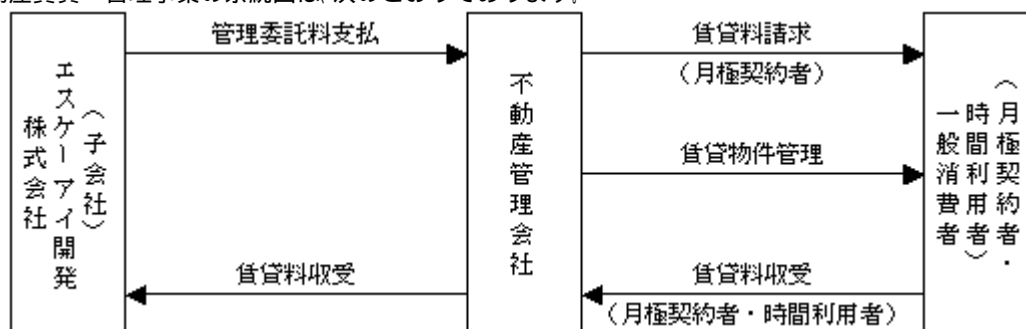 管理委託料支払
賃貸料請求
（月極契約者）
エスケーアイ開発
株式会社
（子会社）
不動産管理会社
賃貸物件管理
一般消費者
（月極契約者・
時間利用者）
賃貸料収受
賃貸料収受
（月極契約者・時間利用者）